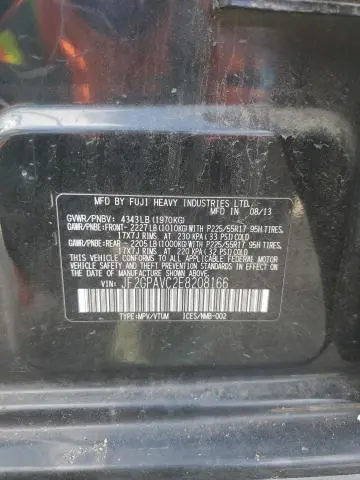 MFD BY FUJI HEAVY INDUSTRIES LTD.
GVWR/PNBV: 4343LB(1970KG) IN 08/13
GAWR/PNBE:FRONT- 2227LB(1010KG)WITH P225/55R17 95H TIRES,
17X7J RIMS, AT 230 KPA(33 PSI)COLD
GAWR/PNBE:REAR- 2205LB(1000KG)WITH P225/55R17 95H TIRES,
17X7J RIMS, AT 220 KPA(32 PSI)COLD
THIS VEHICLE CONFORMS TO ALL APPLICABLE FEDERAL MOTOR
VEHICLE SAFETY AND THEFT PREVENTION STANDARDS IN EFFECT
ON THE DATE OF MANUFACTURE SHOWN ABOVE.
VIN: JF2GPAVC2E8208166
TYPE:MPV/VTUM ICES/NMB-002